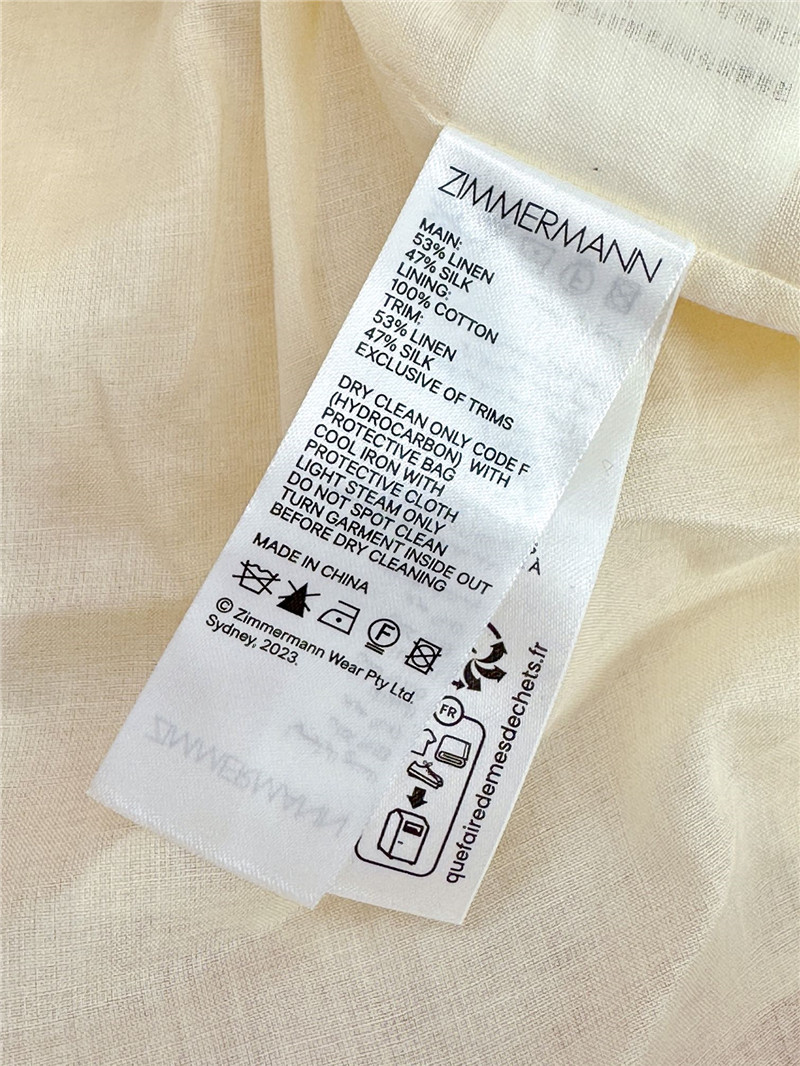 ZIMMERMANN
MAIN:
53% LINEN
47% SILK
LINING:
100% COTTON
TRIM:
53% LINEN
47% SILK
EXCLUSIVE OF TRIMS
DRY CLEAN ONLY CODE F
(HYDROCARBON) WITH
PROTECTIVE BAG
COOL IRON WITH
PROTECTIVE CLOTH
LIGHT STEAM ONLY
DO NOT SPOT CLEAN
TURN GARMENT INSIDE OUT
BEFORE DRY CLEANING
MADE IN CHINA
F
© Zimmermann Wear Pty Ltd.
Sydney, 2023.
ZIMMERMANN
À
FR
quefairedemesdechets.fr